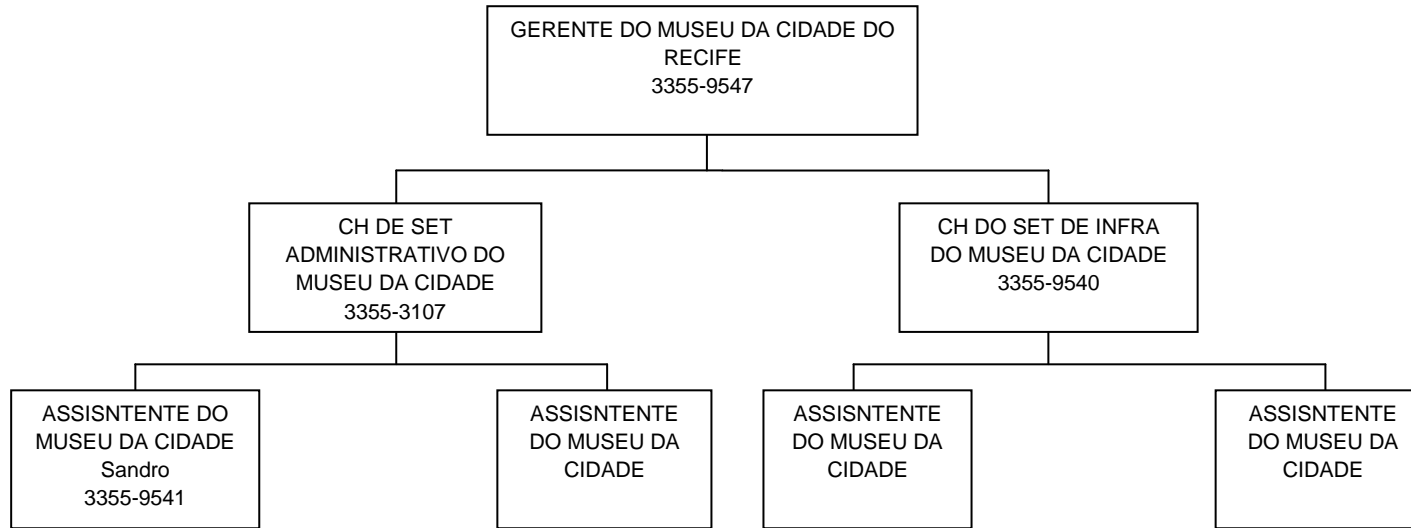 GERENTE DO MUSEU DA CIDADE DO
RECIFE
3355-9547
CH DE SET
ADMINISTRATIVO DO
MUSEU DA CIDADE
3355-3107
CH DO SET DE INFRA
DO MUSEU DA CIDADE
3355-9540
ASSISNTENTE DO
MUSEU DA CIDADE
Sandro
3355-9541
ASSISNTENTE
DO MUSEU DA
CIDADE
ASSISNTENTE
DO MUSEU DA
CIDADE
ASSISNTENTE
DO MUSEU DA
CIDADE